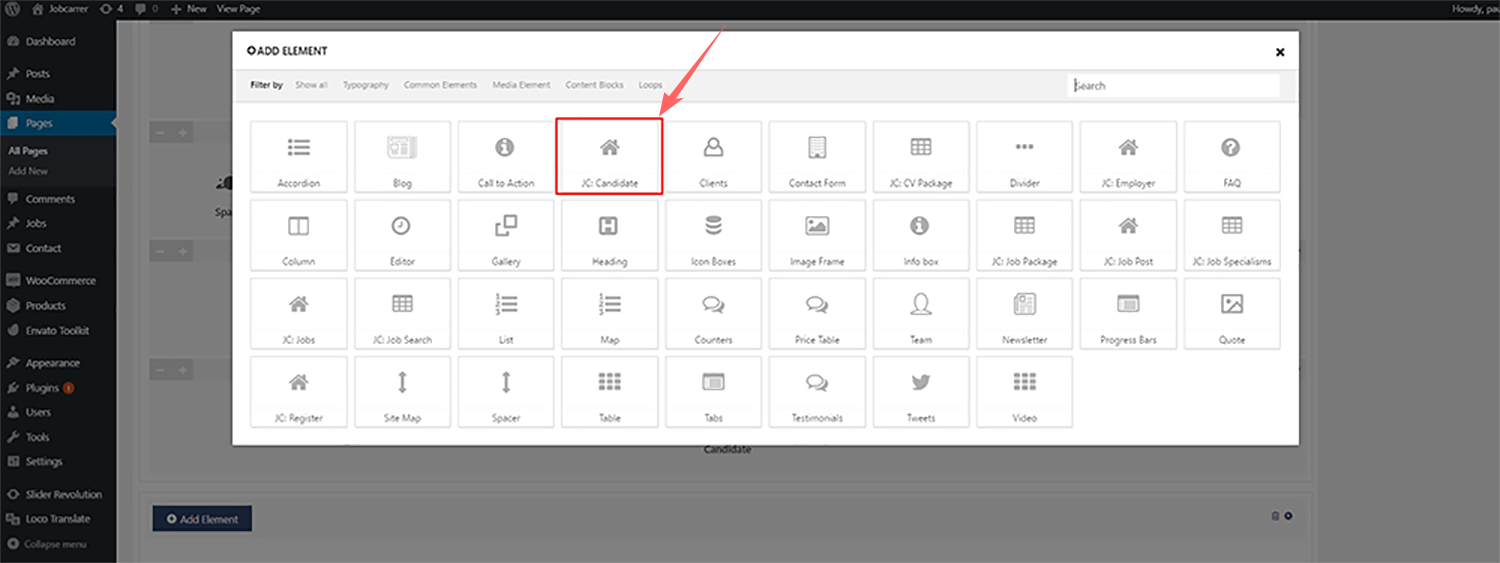 Jobcarrer 4 0 New View Page Howdy, pau
Dashboard
Posts
Media
Pages
All Pages
Add New
Comments
Jobs
Contact
WooCommerce
Products
Envato Toolkit
Appearance
Plugins 1
Users
Tools
Settings
Slider Revolution
Loco Translate
Collapse menu
Spa
ADD ELEMENT
Filter by Show all Typography Common Elements Media Element Content Blocks Loops Search
Accordion Blog Call to Action JC: Candidate Clients Contact Form JC: CV Package Divider JC: Employer FAQ
Column Editor Gallery Heading Icon Boxes Image Frame Info box JC: Job Package JC: Job Post JC: Job Specialisms
JC: Jobs JC: Job Search List Map Counters Price Table Team Newsletter Progress Bars Quote
JC: Register Site Map Spacer Table Tabs Testimonials Tweets Video
Candidate
Add Element